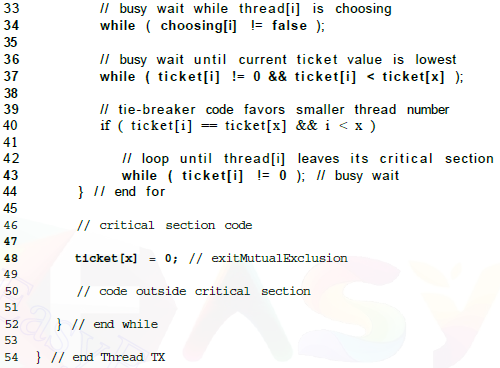 33 // busy wait while thread[i] is choosing
34 while ( choosing[i] != false );
35
36 // busy wait until current ticket value is lowest
37 while ( ticket[i] != 0 && ticket[i] < ticket[x] );
38
39 // tie-breaker code favors smaller thread number
40 if ( ticket[i] == ticket[x] && i < x )
41
42 // loop until thread[i] leaves its critical section
43 while ( ticket[i] != 0 ); // busy wait
44 } // end for
45
46 // critical section code
47
48 ticket[x] = 0; // exitMutualExclusion
49
50 // code outside critical section
51
52 } // end while
53
54 } // end Thread TX